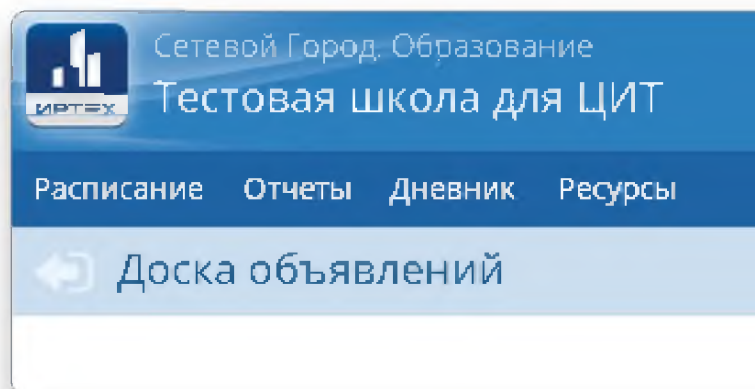 Сетевой Город. Образование
Тестовая школа для ЦИТ
ИРТЕХ
Расписание Отчеты Дневник Ресурсы
Доска объявлений